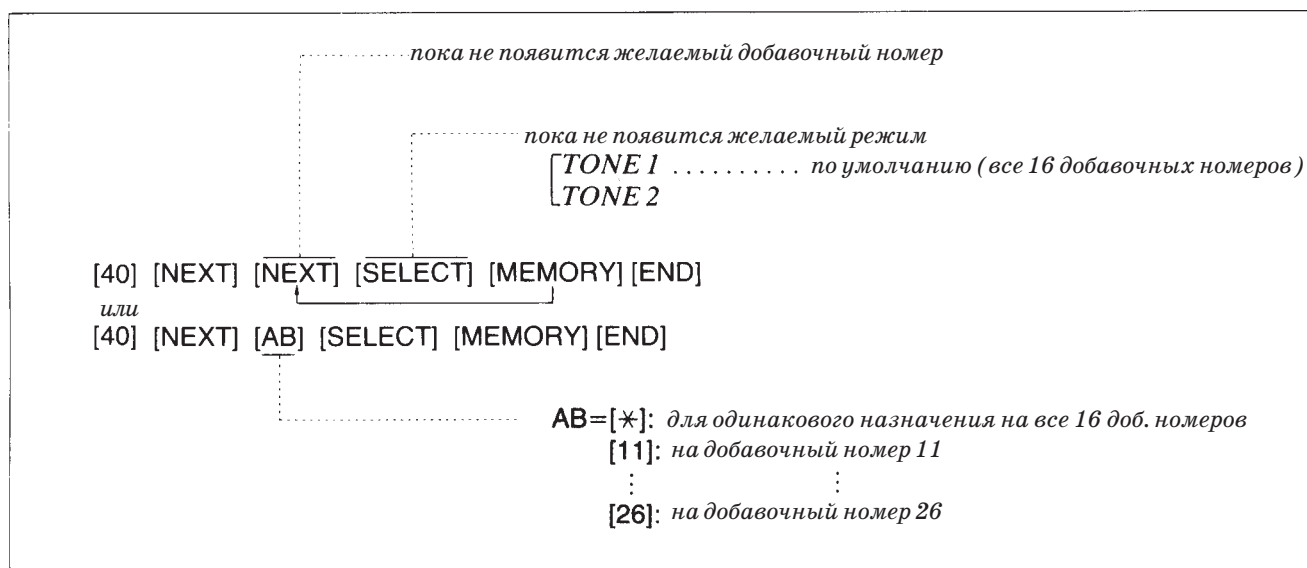 пока не появится желаемый добавочный номер
пока не появится желаемый режим
TONE 1 .......... по умолчанию (все 16 добавочных номеров)
TONE 2
[40] [NEXT] [NEXT] [SELECT] [MEMORY] [END]
или
[40] [NEXT] [AB] [SELECT] [MEMORY] [END]
AB=[*]: для одинакового назначения на все 16 доб. номеров
[11]: на добавочный номер 11
[26]: на добавочный номер 26